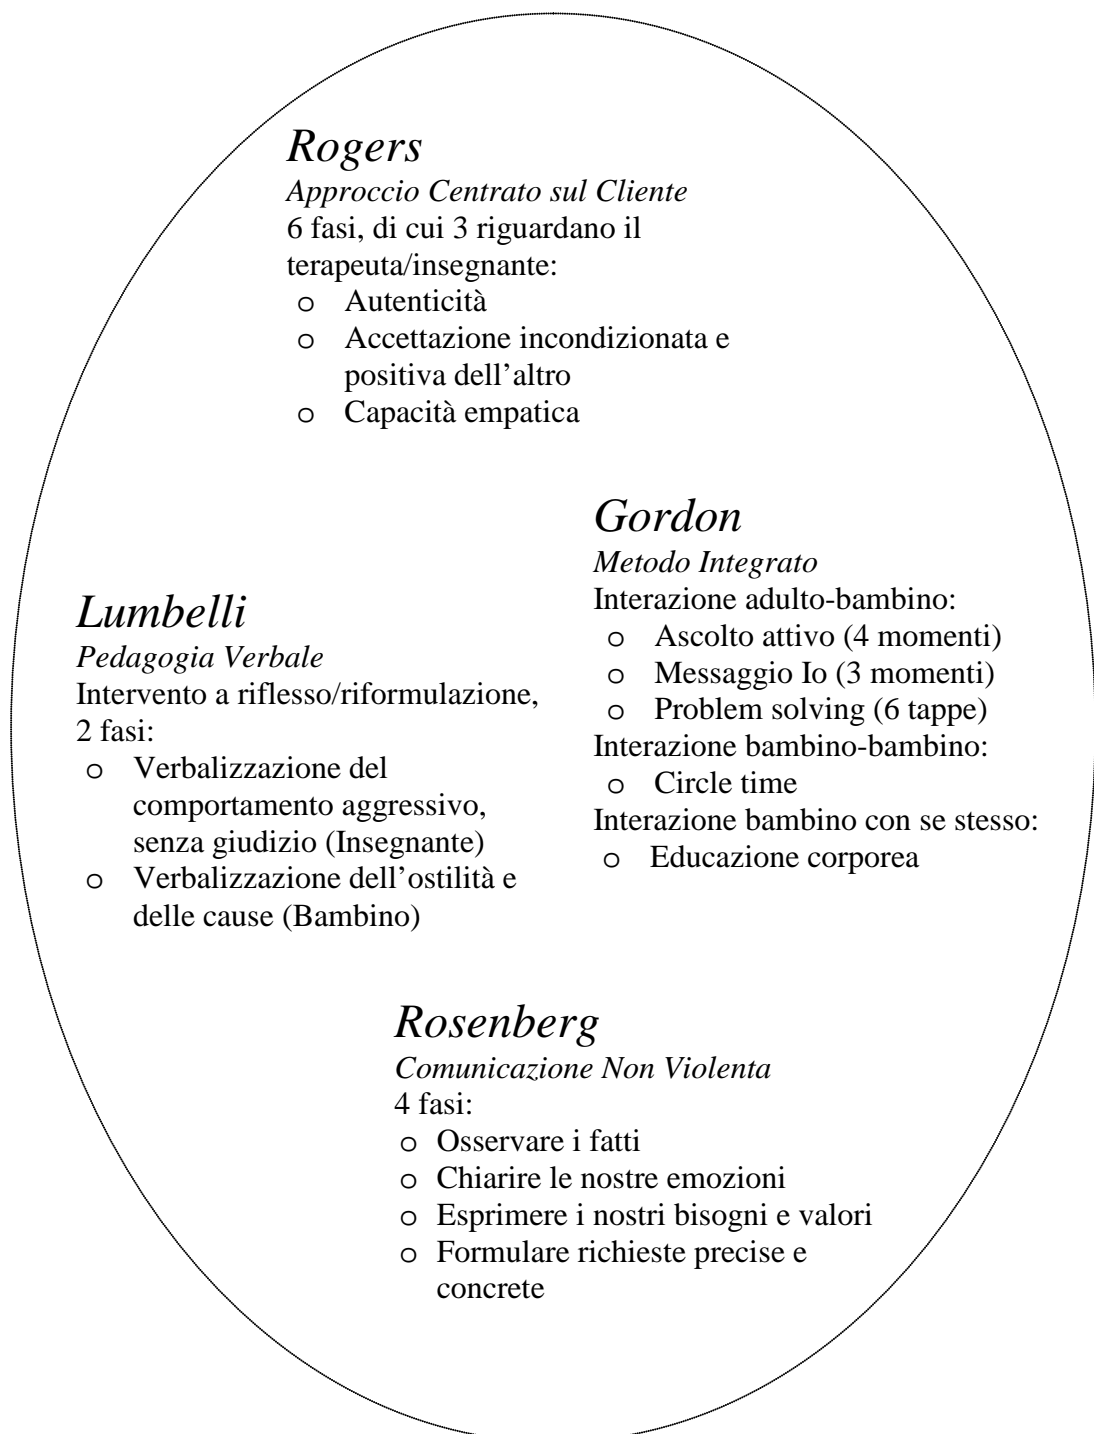 Rogers
Approccio Centrato sul Cliente
6 fasi, di cui 3 riguardano il
terapeuta/insegnante:
o Autenticità
o Accettazione incondizionata e
positiva dell’altro
o Capacità empatica
Gordon
Metodo Integrato
Interazione adulto-bambino:
o Ascolto attivo (4 momenti)
o Messaggio Io (3 momenti)
o Problem solving (6 tappe)
Interazione bambino-bambino:
o Circle time
Interazione bambino con se stesso:
o Educazione corporea
Lumbelli
Pedagogia Verbale
Intervento a riflesso/riformulazione,
2 fasi:
o Verbalizzazione del
comportamento aggressivo,
senza giudizio (Insegnante)
o Verbalizzazione dell’ostilità e
delle cause (Bambino)
Rosenberg
Comunicazione Non Violenta
4 fasi:
o Osservare i fatti
o Chiarire le nostre emozioni
o Esprimere i nostri bisogni e valori
o Formulare richieste precise e
concrete